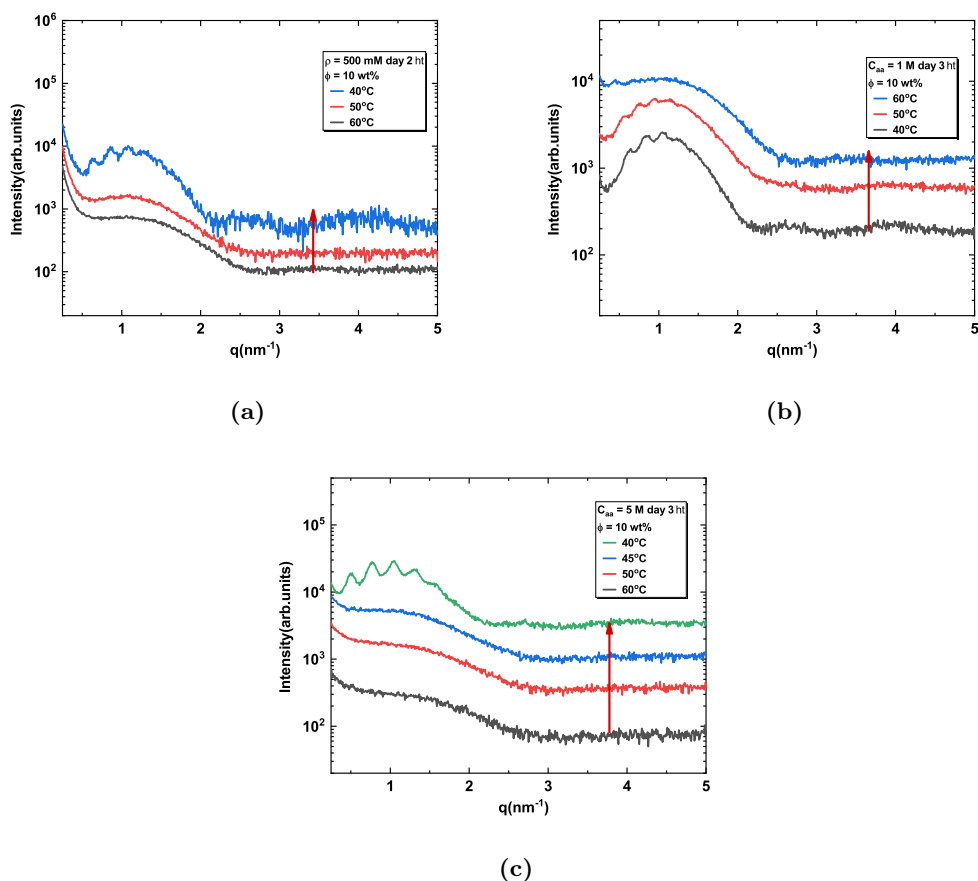 10⁶
10⁵
10⁴
10³
10²
Intensity(arb.units)
ρ = 500 mM day 2 ht
ϕ = 10 wt%
40°C
50°C
60°C
1 2 3 4 5
q(nm⁻¹)
(a)
10⁴
10³
10²
Intensity(arb.units)
Cₐₐ = 1 M day 3 ht
ϕ = 10 wt%
60°C
50°C
40°C
1 2 3 4 5
q(nm⁻¹)
(b)
10⁵
10⁴
10³
10²
Intensity(arb.units)
Cₐₐ = 5 M day 3 ht
ϕ = 10 wt%
40°C
45°C
50°C
60°C
1 2 3 4 5
q(nm⁻¹)
(c)